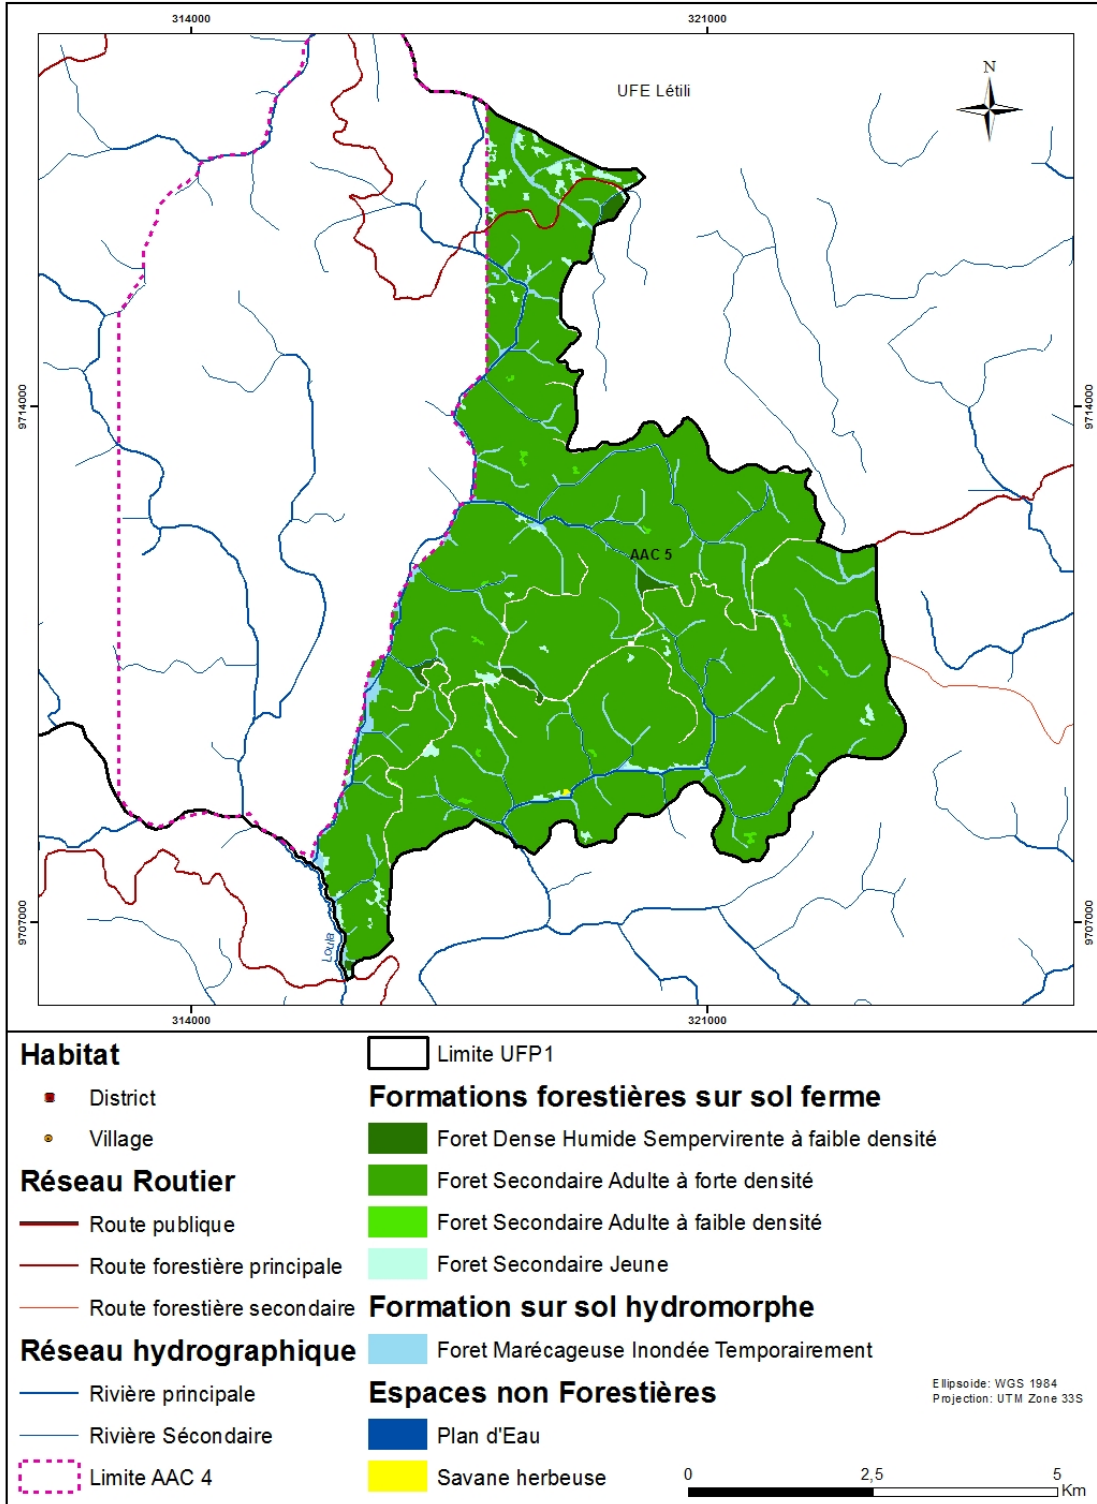 314000
321000
UFE Létili
N
9714000
9714000
AAC 5
9707000
9707000
Loula
314000
321000
Habitat
District
Village
Réseau Routier
Route publique
Route forestière principale
Route forestière secondaire
Réseau hydrographique
Rivière principale
Rivière Sécondaire
Limite AAC 4
Limite UFP1
Formations forestières sur sol ferme
Foret Dense Humide Sempervirente à faible densité
Foret Secondaire Adulte à forte densité
Foret Secondaire Adulte à faible densité
Foret Secondaire Jeune
Formation sur sol hydromorphe
Foret Marécageuse Inondée Temporairement
Espaces non Forestières
Plan d'Eau
Savane herbeuse
Ellipsoide: WGS 1984
Projection: UTM Zone 33S
0 2,5 5
Km